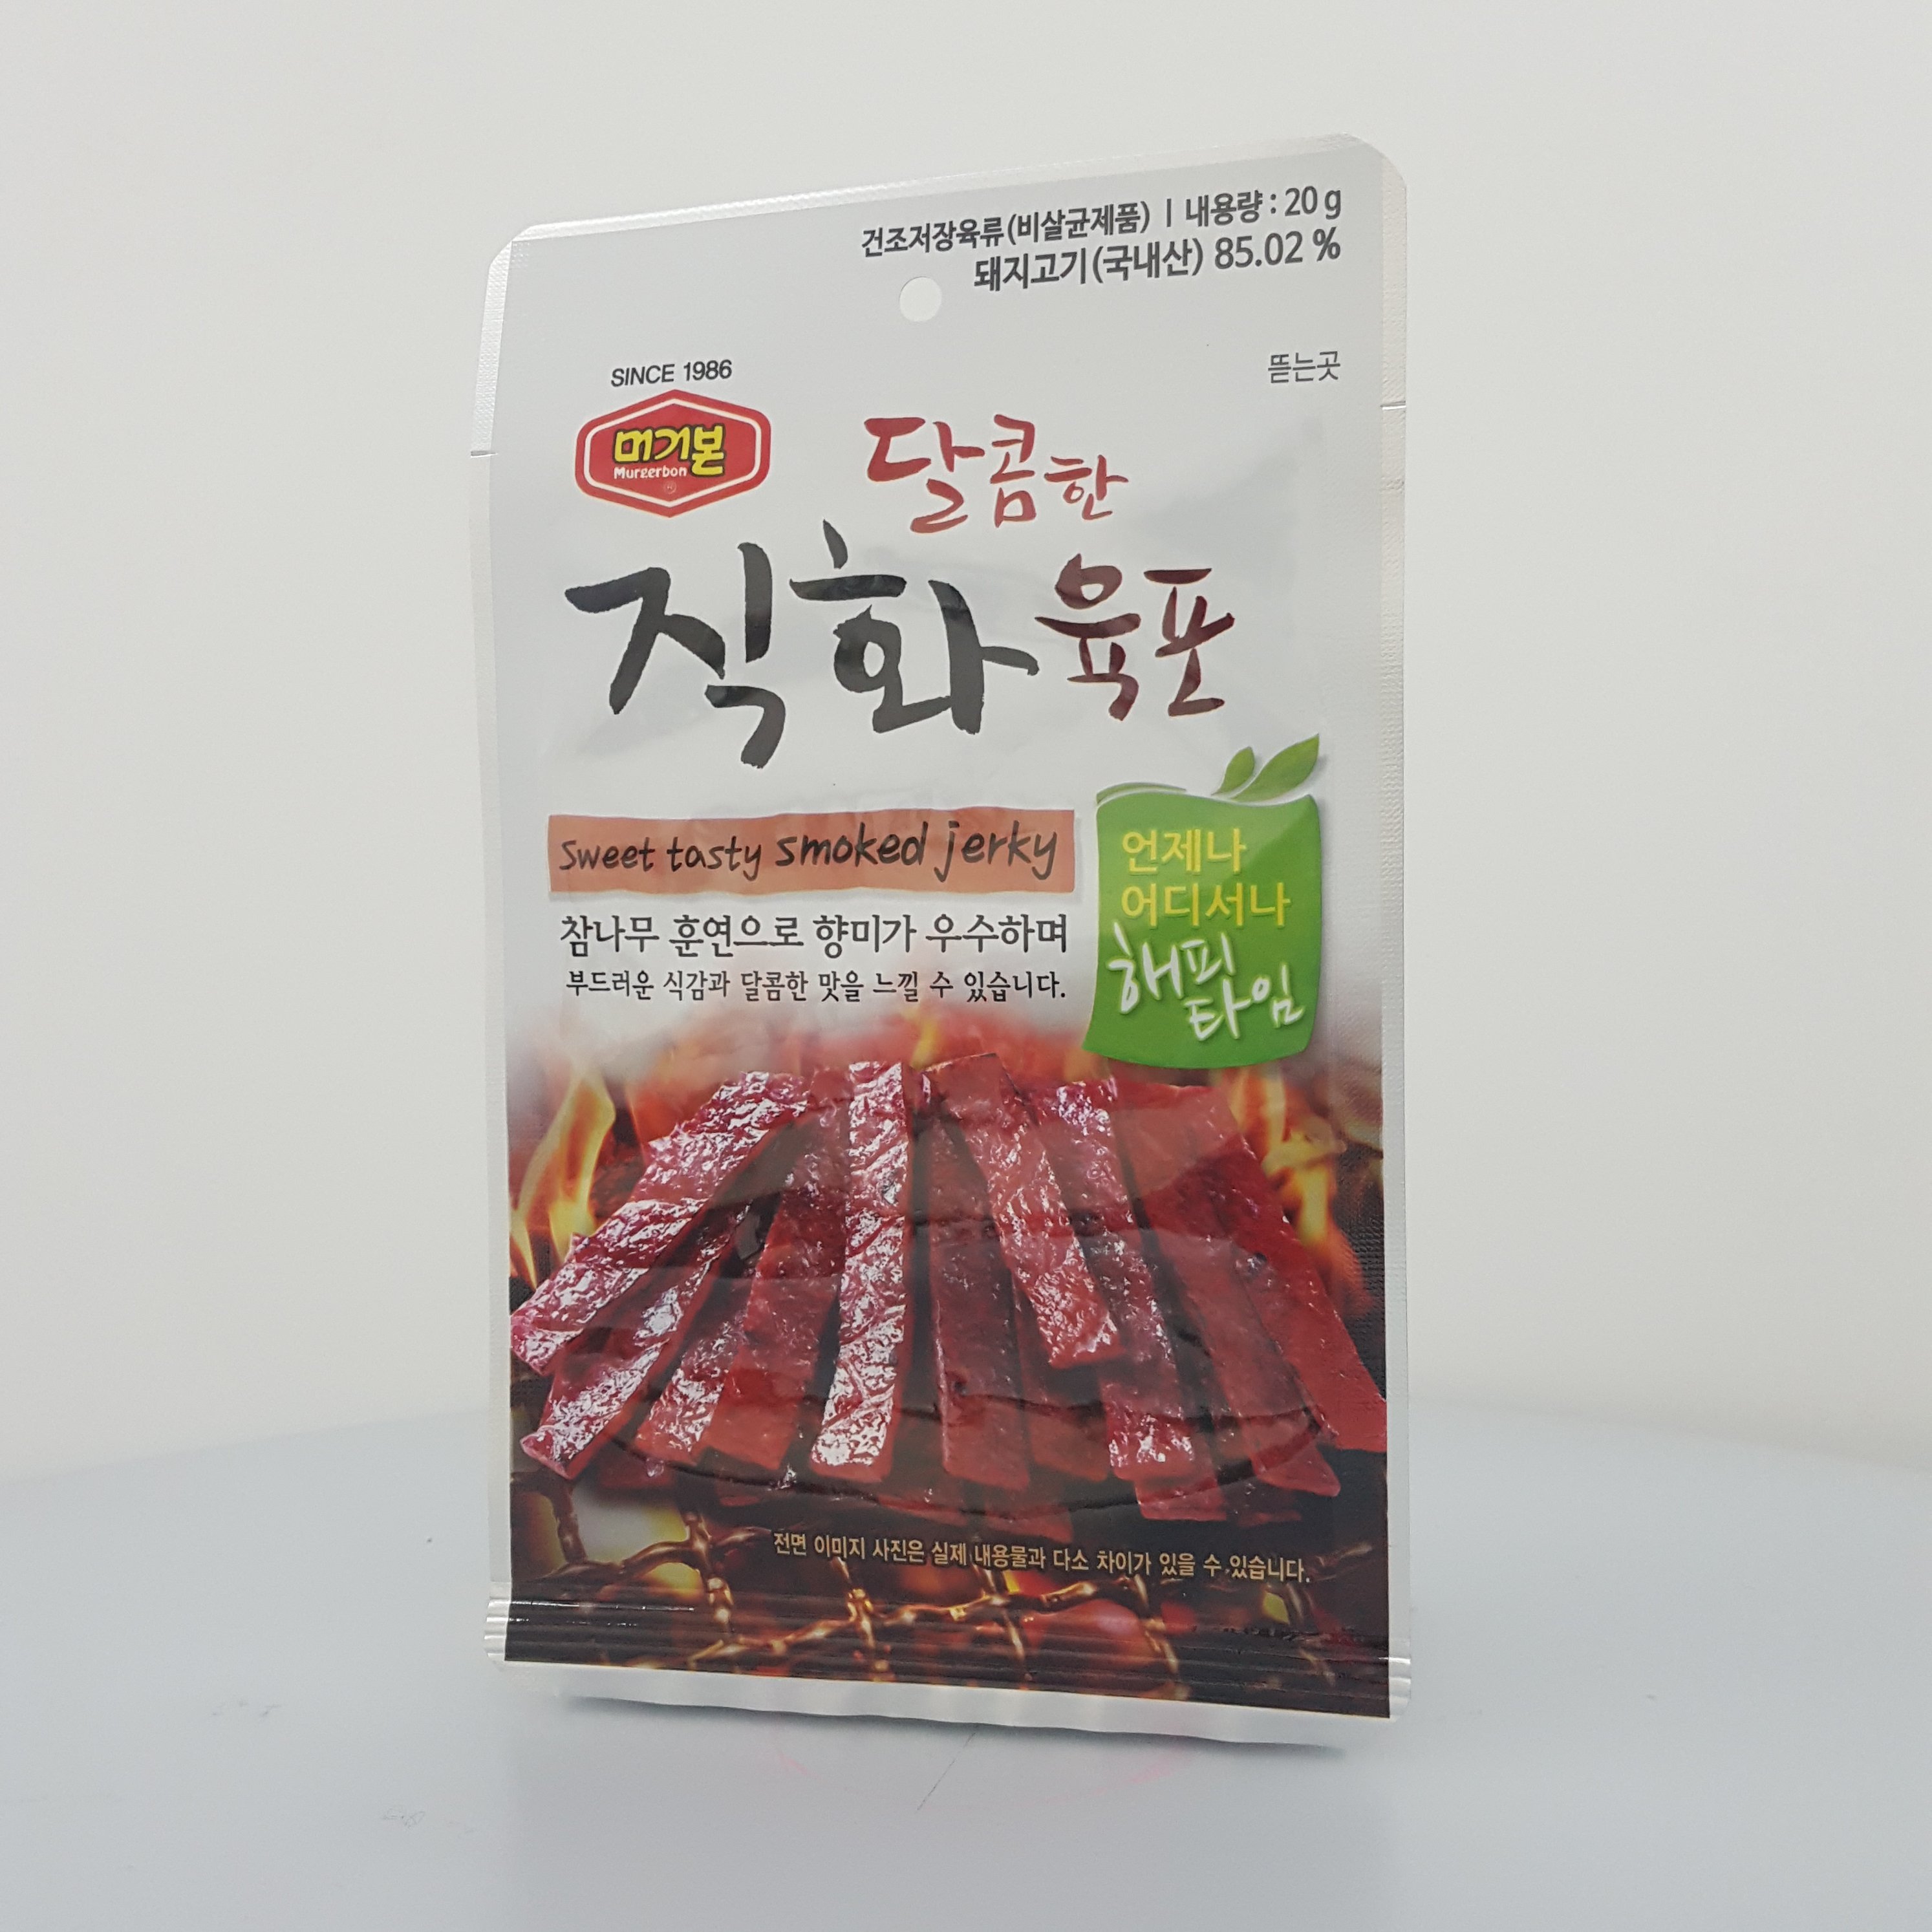 건조저장육류(비살균제품) | 내용량 : 20 g
돼지고기(국내산) 85.02 %
뜯는곳
SINCE 1986
머거본
Murgerbon
달콤한
직화 육포
Sweet tasty smoked jerky
참나무 훈연으로 향미가 우수하며
부드러운 식감과 달콤한 맛을 느낄 수 있습니다.
언제나
어디서나
해피
타임
전면 이미지 사진은 실제 내용물과 다소 차이가 있을 수 있습니다.